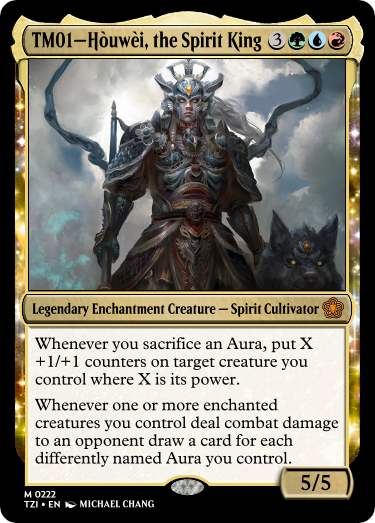 TM01—Hòuwèi, the Spirit King 3
Legendary Enchantment Creature — Spirit Cultivator
Whenever you sacrifice an Aura, put X
+1/+1 counters on target creature you
control where X is its power.
Whenever one or more enchanted
creatures you control deal combat damage
to an opponent draw a card for each
differently named Aura you control.
5/5
M 0222
TZI • EN MICHAEL CHANG